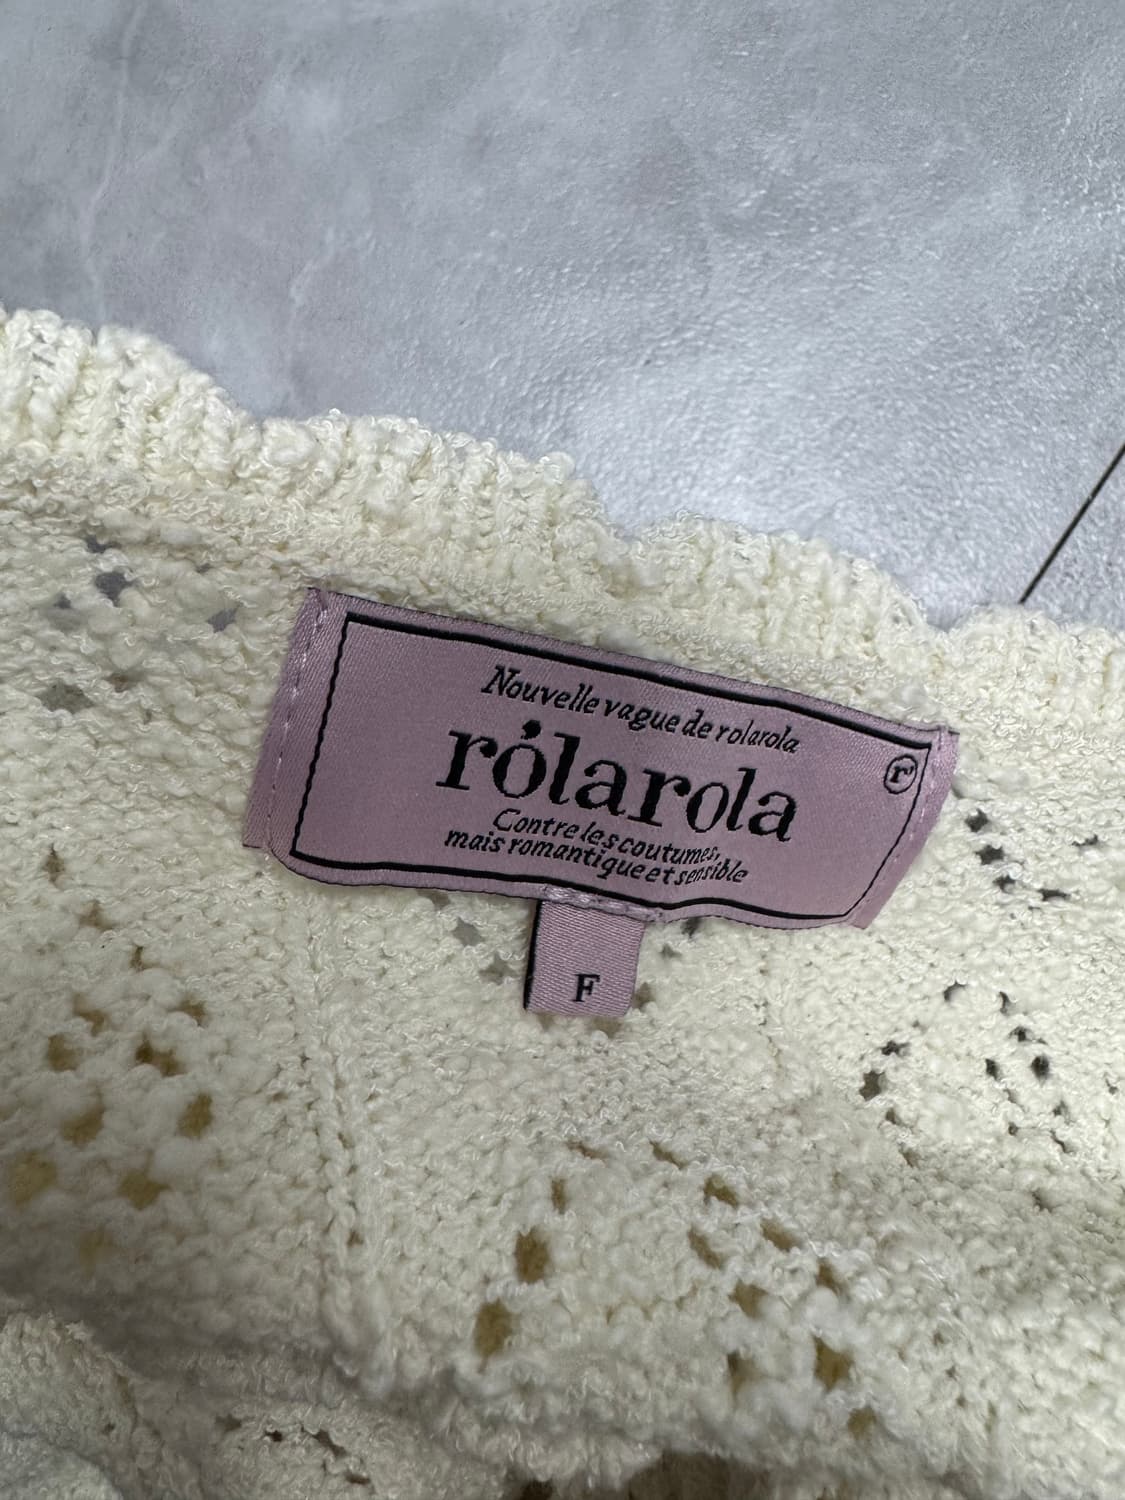 Nouvelle vague de rolarola
rólarola
r'
Contre les coutumes,
mais romantique et sensible
F